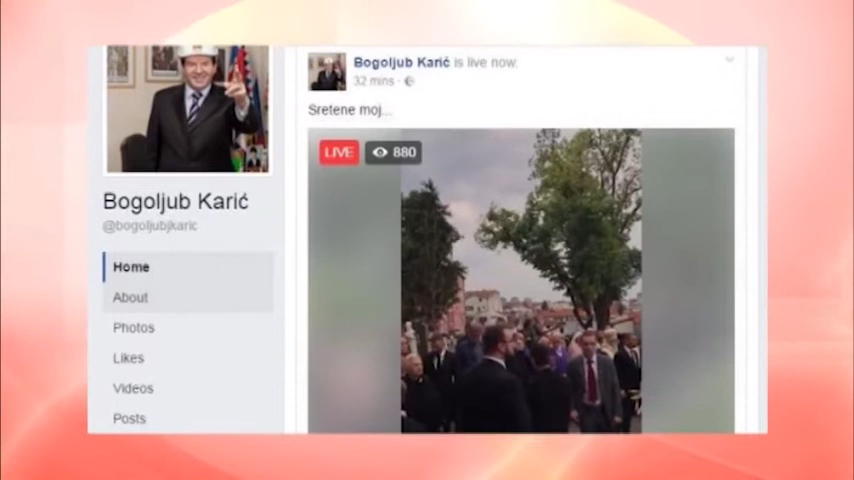 Bogoljub Karić
@bogoljubjkaric
Home
About
Photos
Likes
Videos
Posts
Bogoljub Karić is live now.
32 mins ·
Sretene moj...
LIVE 880